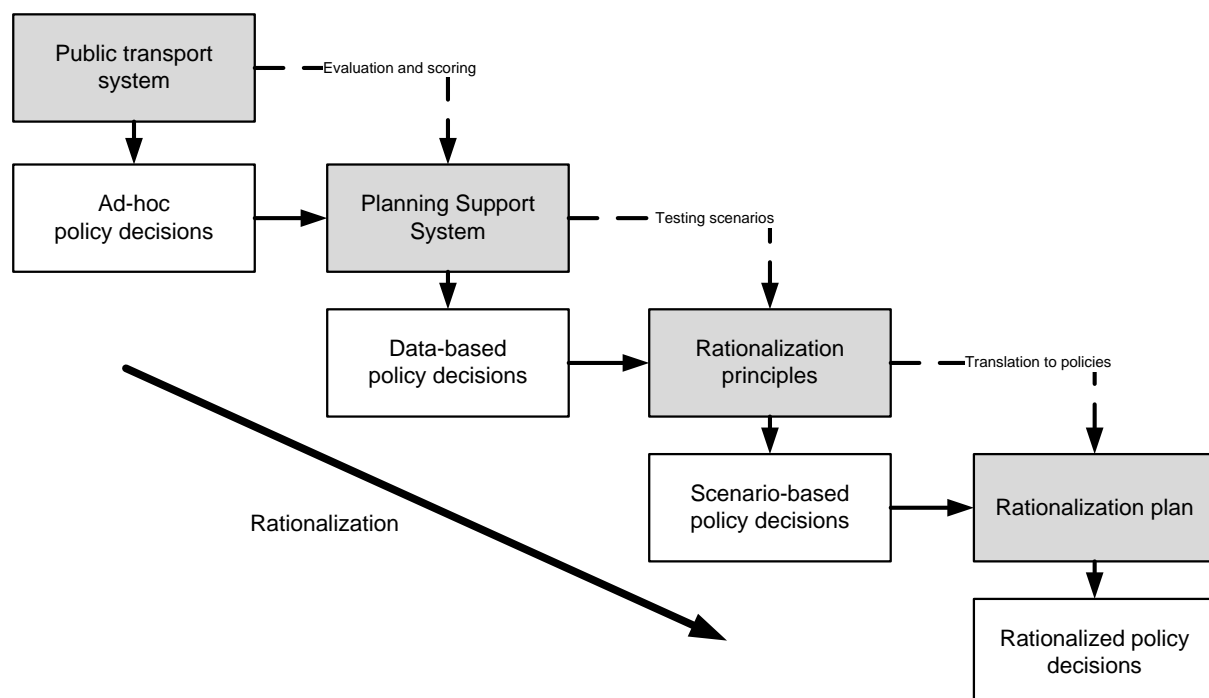 Public transport
system
Evaluation and scoring
Ad-hoc
policy decisions
Planning Support
System
Testing scenarios
Data-based
policy decisions
Rationalization
principles
Translation to policies
Scenario-based
policy decisions
Rationalization plan
Rationalization
Rationalized policy
decisions